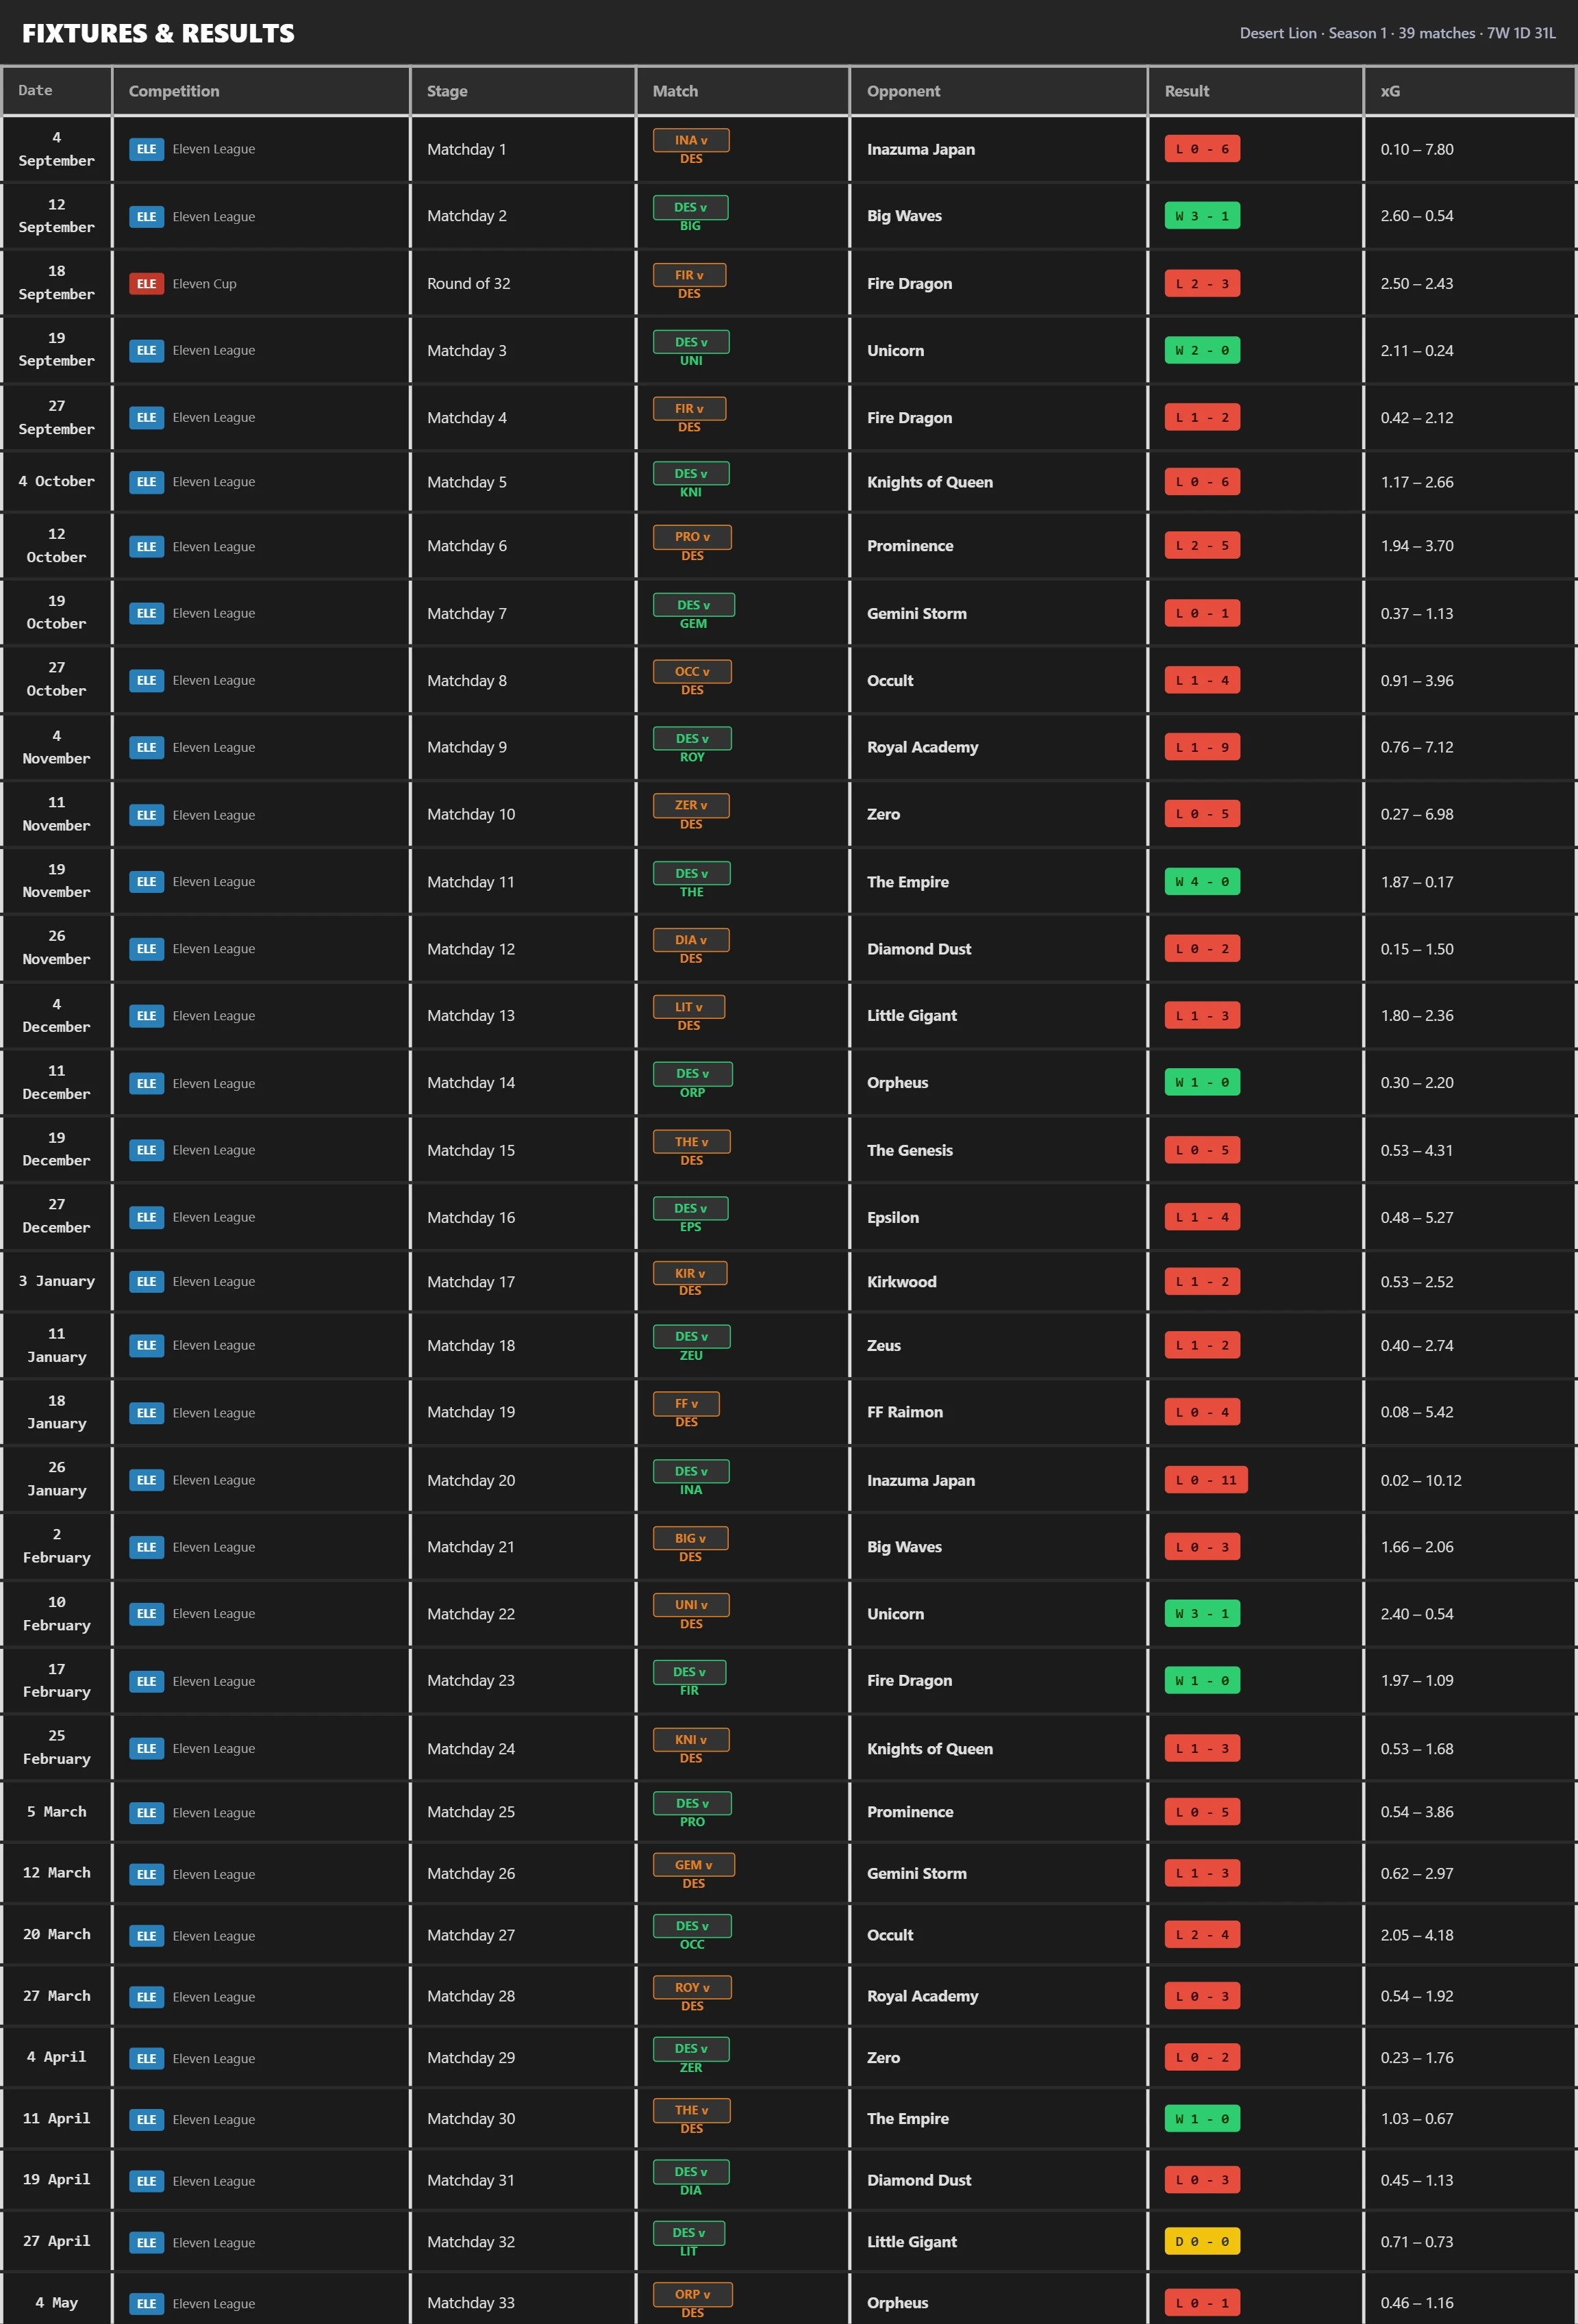 FIXTURES & RESULTS
Desert Lion · Season 1 · 39 matches · 7W 1D 31L
Date Competition Stage Match Opponent Result xG
4 September ELE Eleven League Matchday 1 INA v DES Inazuma Japan L 0 - 6 0.10 – 7.80
12 September ELE Eleven League Matchday 2 DES v BIG Big Waves W 3 - 1 2.60 – 0.54
18 September ELE Eleven Cup Round of 32 FIR v DES Fire Dragon L 2 - 3 2.50 – 2.43
19 September ELE Eleven League Matchday 3 DES v UNI Unicorn W 2 - 0 2.11 – 0.24
27 September ELE Eleven League Matchday 4 FIR v DES Fire Dragon L 1 - 2 0.42 – 2.12
4 October ELE Eleven League Matchday 5 DES v KNI Knights of Queen L 0 - 6 1.17 – 2.66
12 October ELE Eleven League Matchday 6 PRO v DES Prominence L 2 - 5 1.94 – 3.70
19 October ELE Eleven League Matchday 7 DES v GEM Gemini Storm L 0 - 1 0.37 – 1.13
27 October ELE Eleven League Matchday 8 OCC v DES Occult L 1 - 4 0.91 – 3.96
4 November ELE Eleven League Matchday 9 DES v ROY Royal Academy L 1 - 9 0.76 – 7.12
11 November ELE Eleven League Matchday 10 ZER v DES Zero L 0 - 5 0.27 – 6.98
19 November ELE Eleven League Matchday 11 DES v THE The Empire W 4 - 0 1.87 – 0.17
26 November ELE Eleven League Matchday 12 DIA v DES Diamond Dust L 0 - 2 0.15 – 1.50
4 December ELE Eleven League Matchday 13 LIT v DES Little Gigant L 1 - 3 1.80 – 2.36
11 December ELE Eleven League Matchday 14 DES v ORP Orpheus W 1 - 0 0.30 – 2.20
19 December ELE Eleven League Matchday 15 THE v DES The Genesis L 0 - 5 0.53 – 4.31
27 December ELE Eleven League Matchday 16 DES v EPS Epsilon L 1 - 4 0.48 – 5.27
3 January ELE Eleven League Matchday 17 KIR v DES Kirkwood L 1 - 2 0.53 – 2.52
11 January ELE Eleven League Matchday 18 DES v ZEU Zeus L 1 - 2 0.40 – 2.74
18 January ELE Eleven League Matchday 19 FF v DES FF Raimon L 0 - 4 0.08 – 5.42
26 January ELE Eleven League Matchday 20 DES v INA Inazuma Japan L 0 - 11 0.02 – 10.12
2 February ELE Eleven League Matchday 21 BIG v DES Big Waves L 0 - 3 1.66 – 2.06
10 February ELE Eleven League Matchday 22 UNI v DES Unicorn W 3 - 1 2.40 – 0.54
17 February ELE Eleven League Matchday 23 DES v FIR Fire Dragon W 1 - 0 1.97 – 1.09
25 February ELE Eleven League Matchday 24 KNI v DES Knights of Queen L 1 - 3 0.53 – 1.68
5 March ELE Eleven League Matchday 25 DES v PRO Prominence L 0 - 5 0.54 – 3.86
12 March ELE Eleven League Matchday 26 GEM v DES Gemini Storm L 1 - 3 0.62 – 2.97
20 March ELE Eleven League Matchday 27 DES v OCC Occult L 2 - 4 2.05 – 4.18
27 March ELE Eleven League Matchday 28 ROY v DES Royal Academy L 0 - 3 0.54 – 1.92
4 April ELE Eleven League Matchday 29 DES v ZER Zero L 0 - 2 0.23 – 1.76
11 April ELE Eleven League Matchday 30 THE v DES The Empire W 1 - 0 1.03 – 0.67
19 April ELE Eleven League Matchday 31 DES v DIA Diamond Dust L 0 - 3 0.45 – 1.13
27 April ELE Eleven League Matchday 32 DES v LIT Little Gigant D 0 - 0 0.71 – 0.73
4 May ELE Eleven League Matchday 33 ORP v DES Orpheus L 0 - 1 0.46 – 1.16